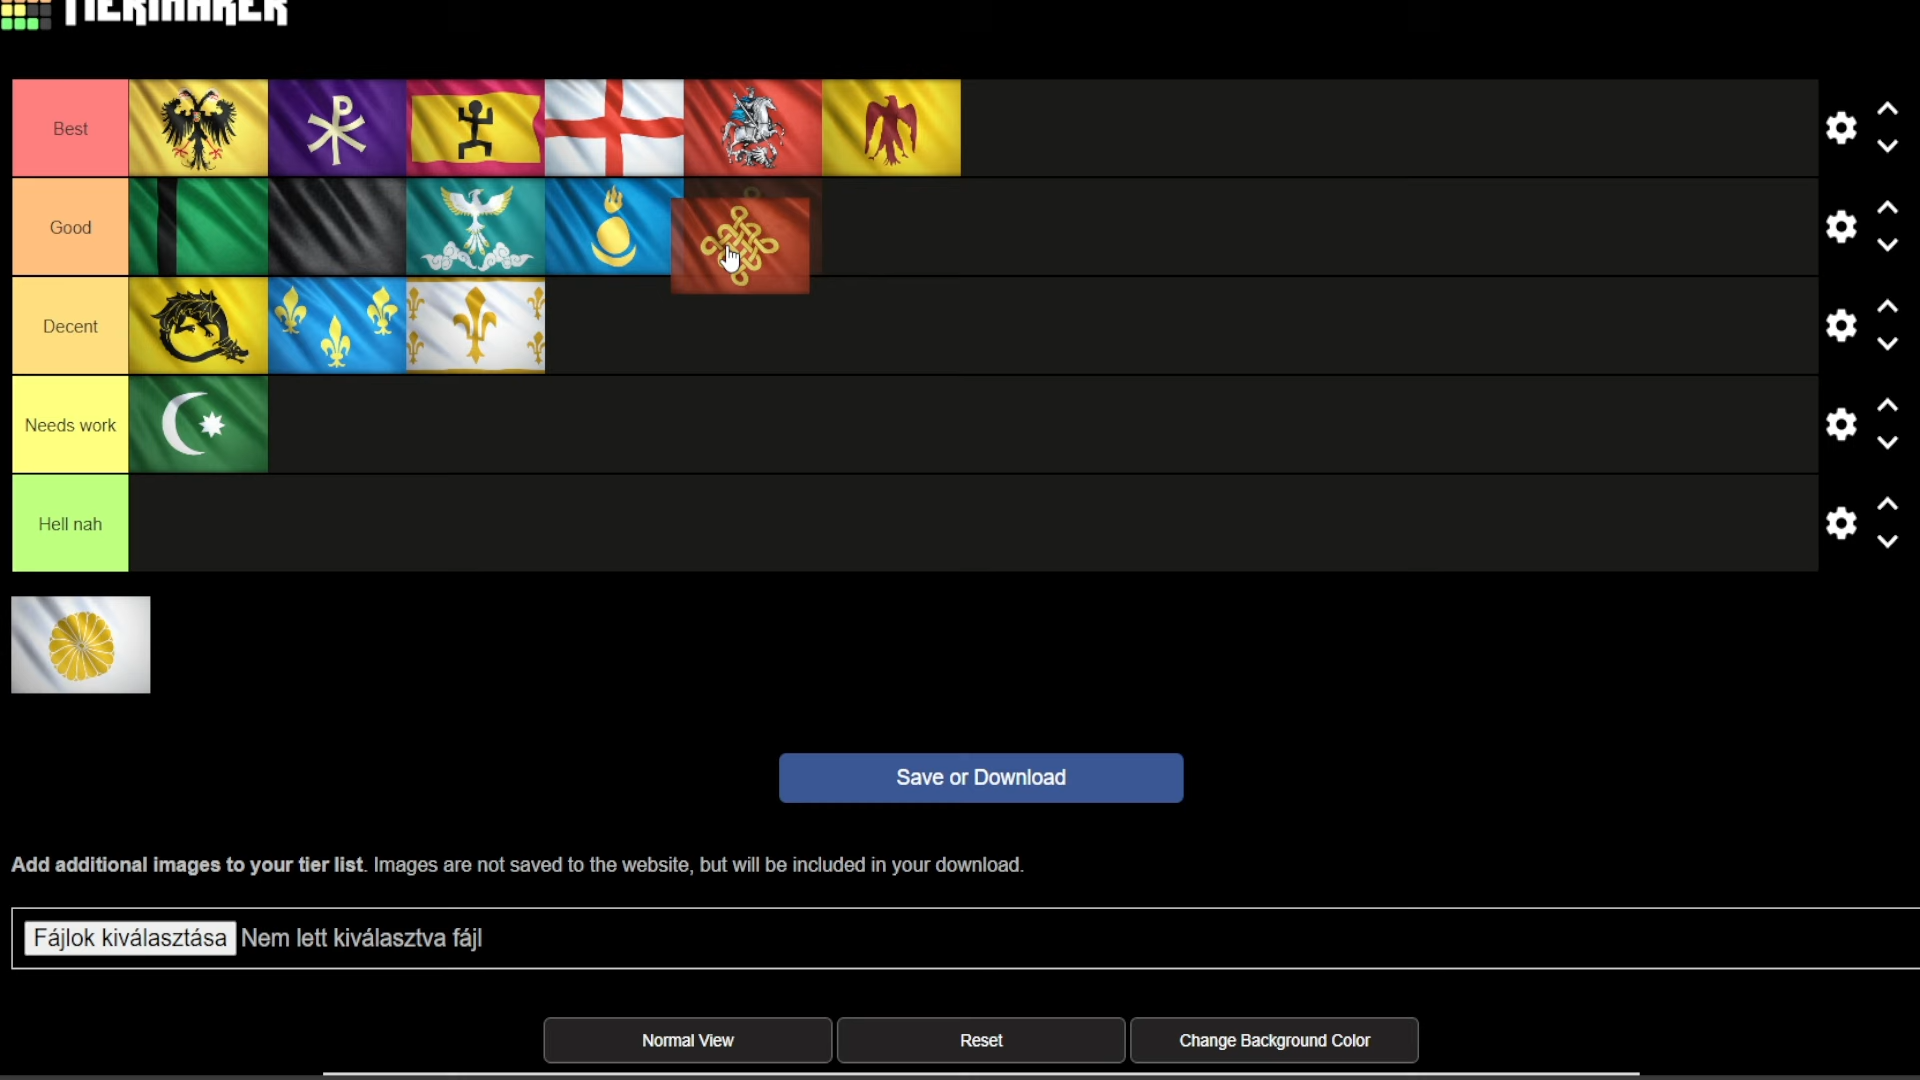 TIERMAKER
Best
Good
Decent
Needs work
Hell nah
Save or Download
Add additional images to your tier list. Images are not saved to the website, but will be included in your download.
Fájlok kiválasztása Nem lett kiválasztva fájl
Normal View
Reset
Change Background Color